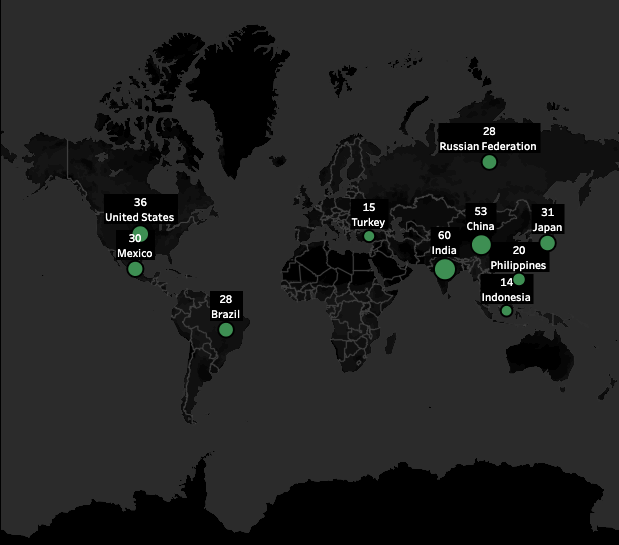 28
Russian Federation
36
United States
15
Turkey
53
China
31
Japan
30
Mexico
60
India
20
Philippines
14
Indonesia
28
Brazil